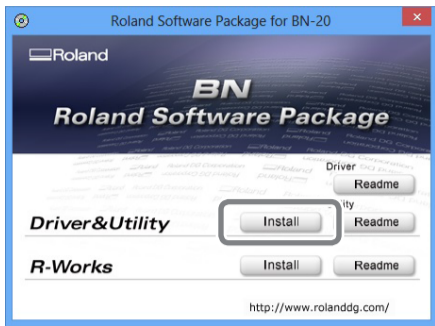 Roland Software Package for BN-20
Roland
BN
Roland Software Package
Driver
Readme
Driver&Utility
Install
Readme
R-Works
Install
Readme
http://www.rolanddg.com/